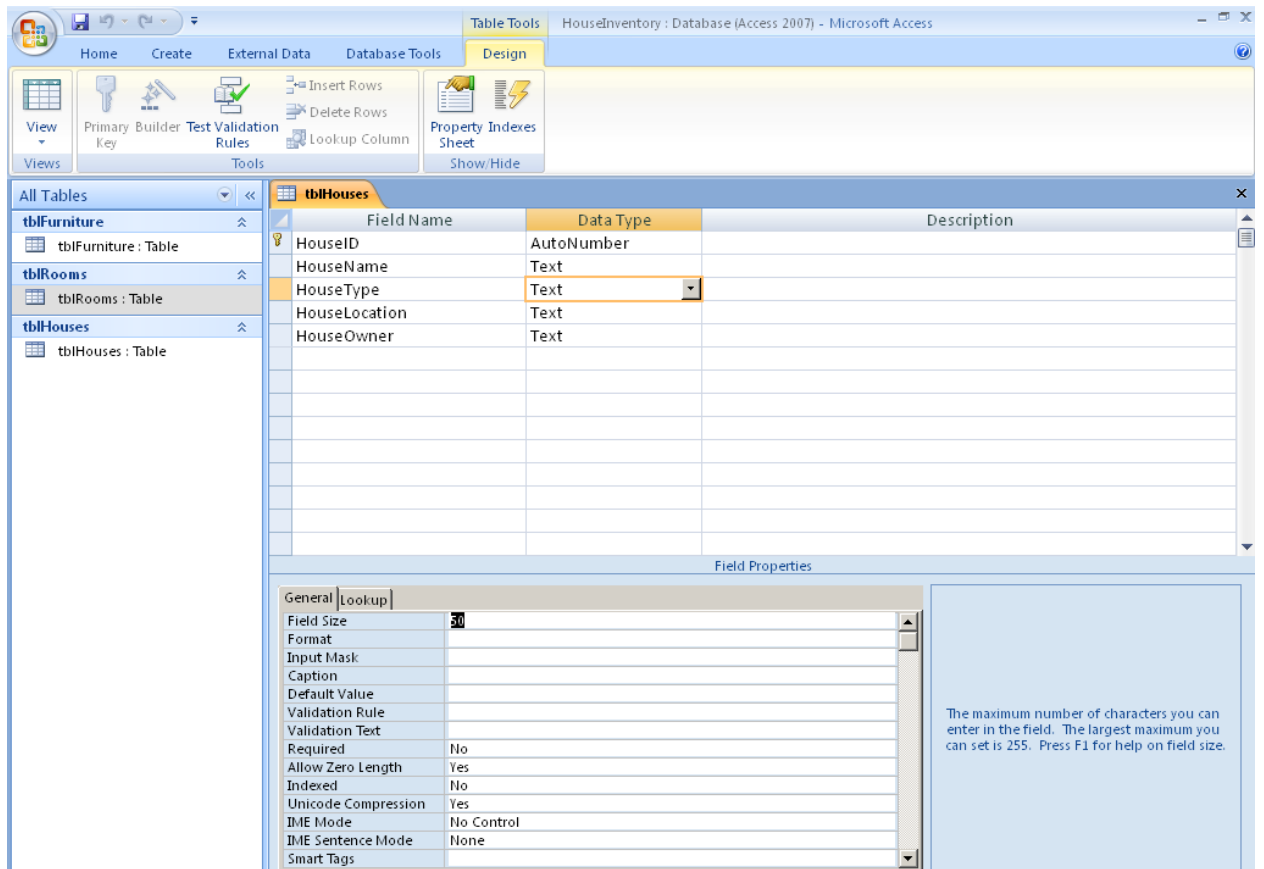 Table Tools HouseInventory : Database (Access 2007) - Microsoft Access
Home Create External Data Database Tools Design
View Primary Key Builder Test Validation Rules Insert Rows Delete Rows Lookup Column Property Sheet Indexes
Views Tools Show/Hide
All Tables tblHouses
Field Name Data Type Description
tblFurniture
tblFurniture : Table
tblRooms
tblRooms : Table
tblHouses
tblHouses : Table
HouseID AutoNumber
HouseName Text
HouseType Text
HouseLocation Text
HouseOwner Text
Field Properties
General Lookup
Field Size 50
Format
Input Mask
Caption
Default Value
Validation Rule
Validation Text
Required No
Allow Zero Length Yes
Indexed No
Unicode Compression Yes
IME Mode No Control
IME Sentence Mode None
Smart Tags
The maximum number of characters you can
enter in the field. The largest maximum you
can set is 255. Press F1 for help on field size.